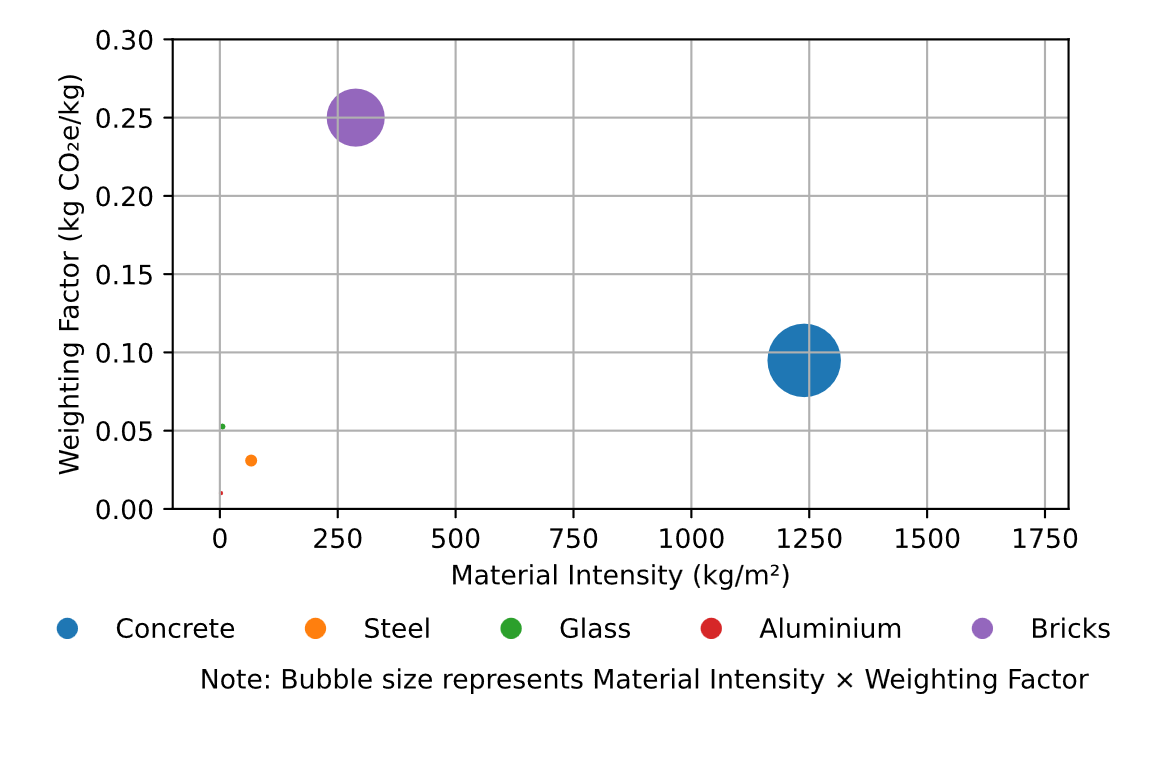 0.30
0.25
0.20
0.15
0.10
0.05
0.00
Weighting Factor (kg CO₂e/kg)
0 250 500 750 1000 1250 1500 1750
Material Intensity (kg/m²)
Concrete Steel Glass Aluminium Bricks
Note: Bubble size represents Material Intensity × Weighting Factor